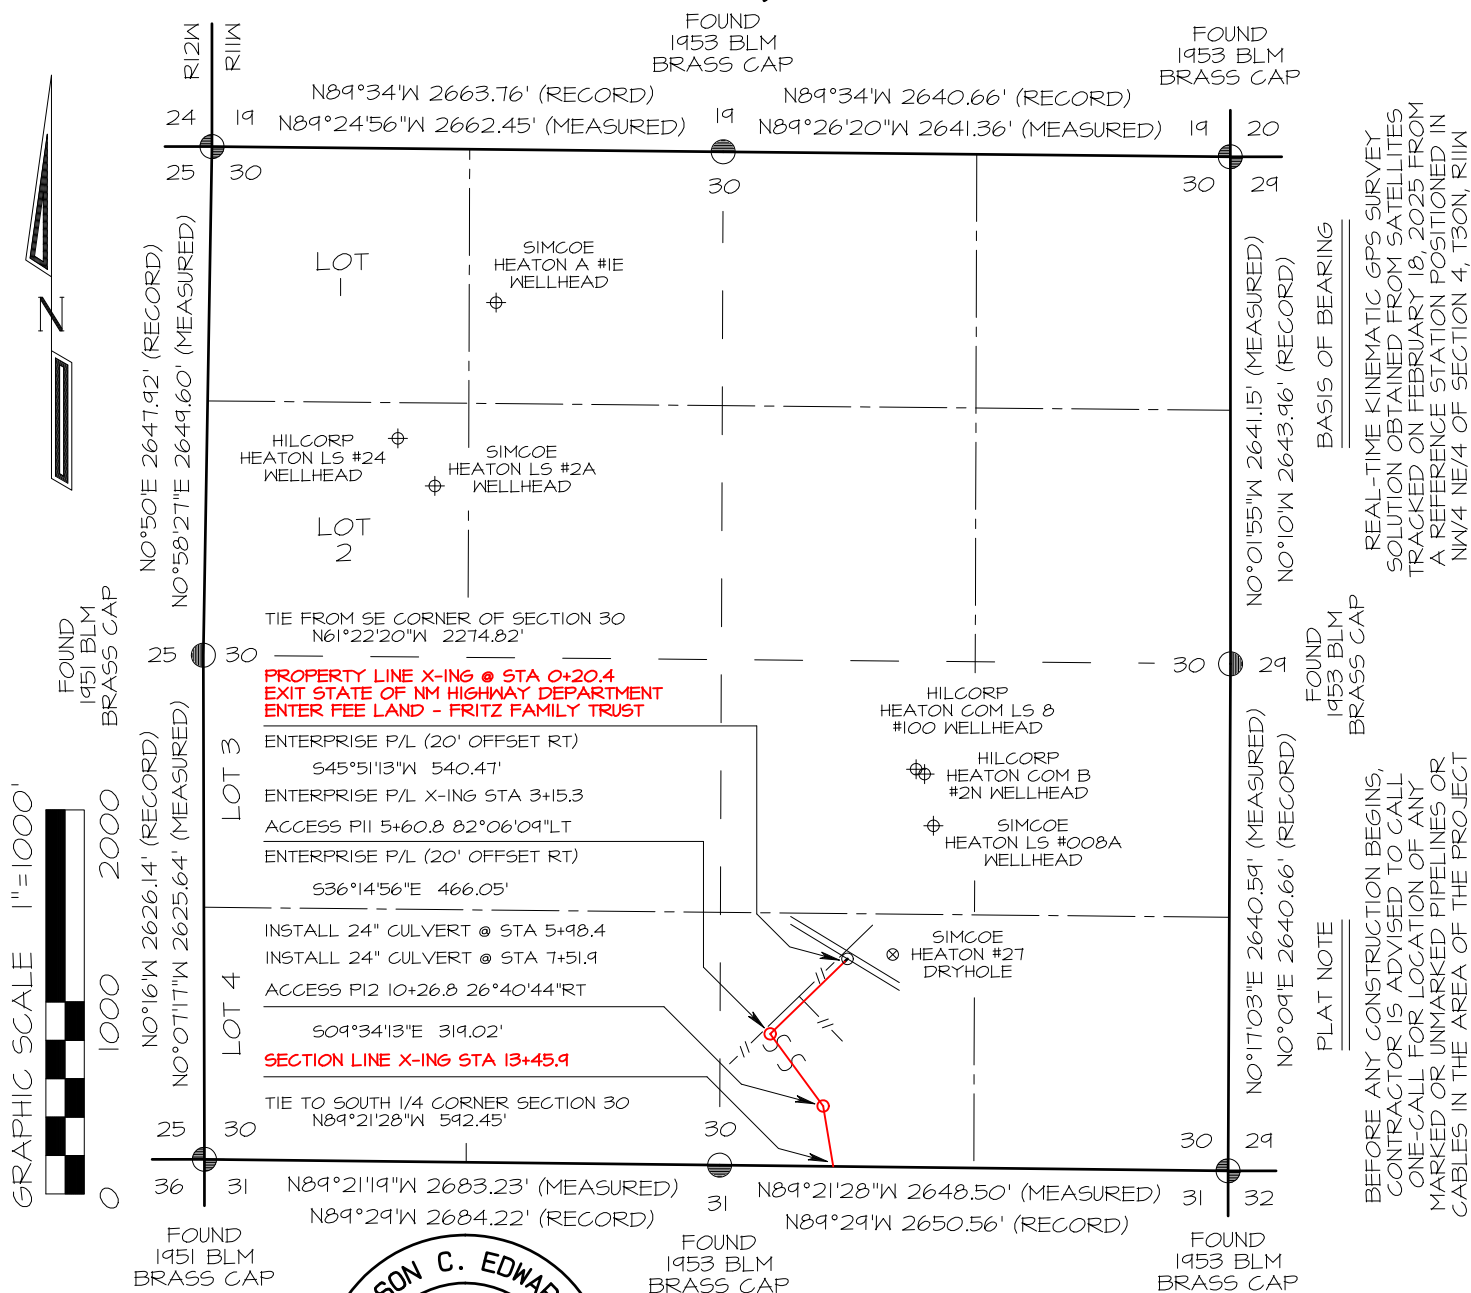 FOUND
1953 BLM
BRASS CAP
FOUND
1953 BLM
BRASS CAP
R12W
R11W
N89°34'W 2663.76' (RECORD)
N89°24'56"W 2662.45' (MEASURED)
N89°34'W 2640.66' (RECORD)
N89°26'20"W 2641.36' (MEASURED)
24
19
19
19
20
25
30
30
30
29
N
LOT
1
SIMCOE
HEATON A #1E
WELLHEAD
N0°50'E 2647.92' (RECORD)
N0°58'27"E 2649.60' (MEASURED)
HILCORP
HEATON LS #24
WELLHEAD
SIMCOE
HEATON LS #2A
WELLHEAD
LOT
2
N0°01'55"W 2641.15' (MEASURED)
N0°10'W 2643.96' (RECORD)
BASIS OF BEARING
REAL-TIME KINEMATIC GPS SURVEY
SOLUTION OBTAINED FROM SATELLITES
TRACKED ON FEBRUARY 18, 2025 FROM
A REFERENCE STATION POSITIONED IN
NW/4 NE/4 OF SECTION 4, T30N, R11W
FOUND
1951 BLM
BRASS CAP
25
30
30
29
FOUND
1953 BLM
BRASS CAP
TIE FROM SE CORNER OF SECTION 30
N61°22'20"W 2274.82'
PROPERTY LINE X-ING @ STA 0+20.4
EXIT STATE OF NM HIGHWAY DEPARTMENT
ENTER FEE LAND - FRITZ FAMILY TRUST
ENTERPRISE P/L (20' OFFSET RT)
S45°51'13"W 540.47'
ENTERPRISE P/L X-ING STA 3+15.3
ACCESS PI1 5+60.8 82°06'09"LT
ENTERPRISE P/L (20' OFFSET RT)
S36°14'56"E 466.05'
INSTALL 24" CULVERT @ STA 5+98.4
INSTALL 24" CULVERT @ STA 7+51.9
ACCESS PI2 10+26.8 26°40'44"RT
S09°34'13"E 319.02'
SECTION LINE X-ING STA 13+45.9
TIE TO SOUTH 1/4 CORNER SECTION 30
N89°21'28"W 592.45'
HILCORP
HEATON COM LS 8
#100 WELLHEAD
HILCORP
HEATON COM B
#2N WELLHEAD
SIMCOE
HEATON LS #008A
WELLHEAD
SIMCOE
HEATON #27
DRYHOLE
LOT 3
LOT 4
N0°16'W 2626.14' (RECORD)
N0°07'17"W 2625.64' (MEASURED)
GRAPHIC SCALE 1"=1000'
0
1000
2000
N0°17'03"E 2640.59' (MEASURED)
N0°09'E 2640.66' (RECORD)
PLAT NOTE
BEFORE ANY CONSTRUCTION BEGINS,
CONTRACTOR IS ADVISED TO CALL
ONE-CALL FOR LOCATION OF ANY
MARKED OR UNMARKED PIPELINES OR
CABLES IN THE AREA OF THE PROJECT
25
30
30
30
29
36
31
31
31
32
N89°21'19"W 2683.23' (MEASURED)
N89°29'W 2684.22' (RECORD)
N89°21'28"W 2648.50' (MEASURED)
N89°29'W 2650.56' (RECORD)
FOUND
1951 BLM
BRASS CAP
FOUND
1953 BLM
BRASS CAP
FOUND
1953 BLM
BRASS CAP
SON C. EDWAR